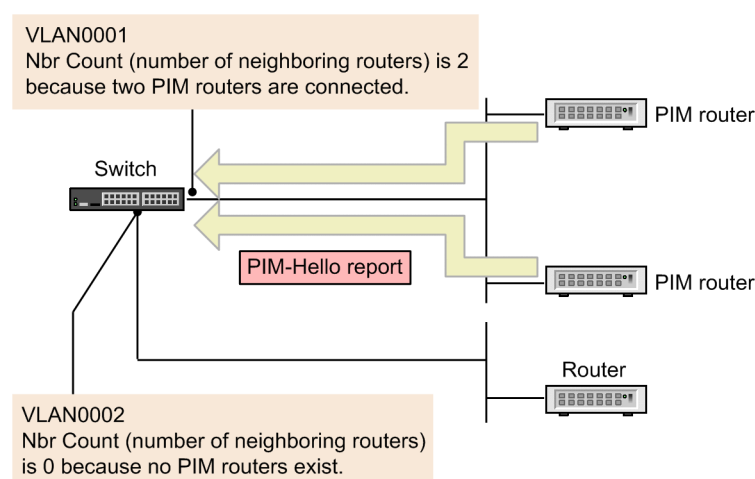 VLAN0001
Nbr Count (number of neighboring routers) is 2
because two PIM routers are connected.
PIM router
Switch
PIM-Hello report
PIM router
Router
VLAN0002
Nbr Count (number of neighboring routers)
is 0 because no PIM routers exist.